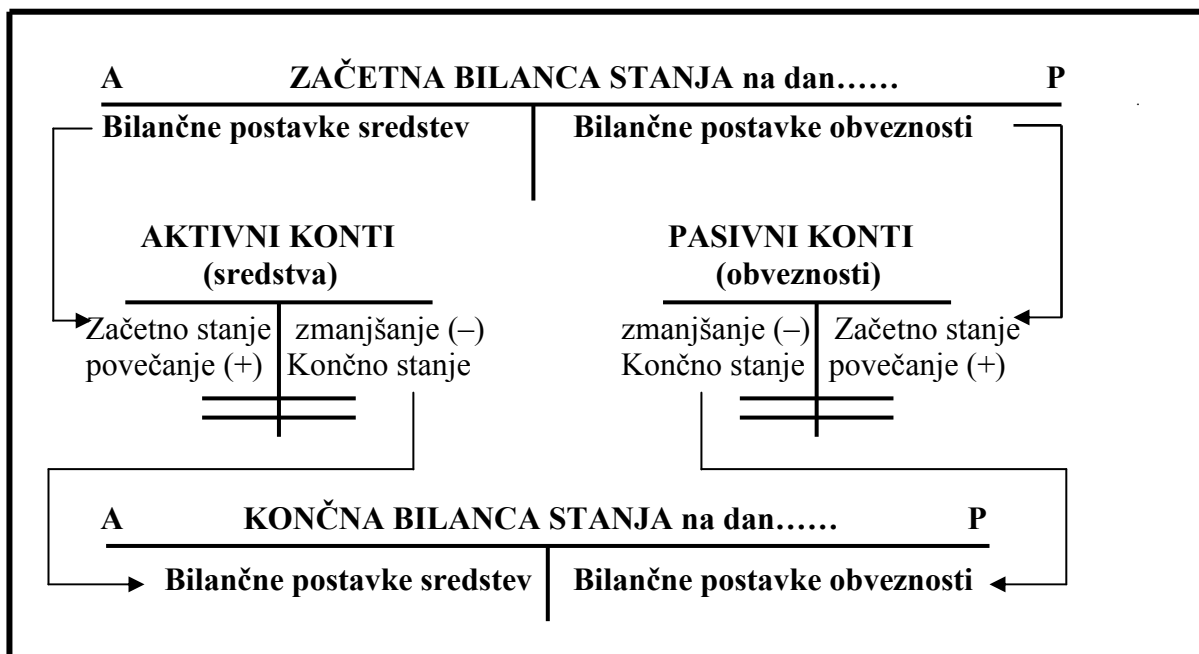 A ZAČETNA BILANCA STANJA na dan…… P
Bilančne postavke sredstev Bilančne postavke obveznosti
AKTIVNI KONTI
(sredstva)
PASIVNI KONTI
(obveznosti)
Začetno stanje zmanjšanje (–)
povečanje (+) Končno stanje
zmanjšanje (–) Začetno stanje
Končno stanje povečanje (+)
A KONČNA BILANCA STANJA na dan…… P
Bilančne postavke sredstev Bilančne postavke obveznosti